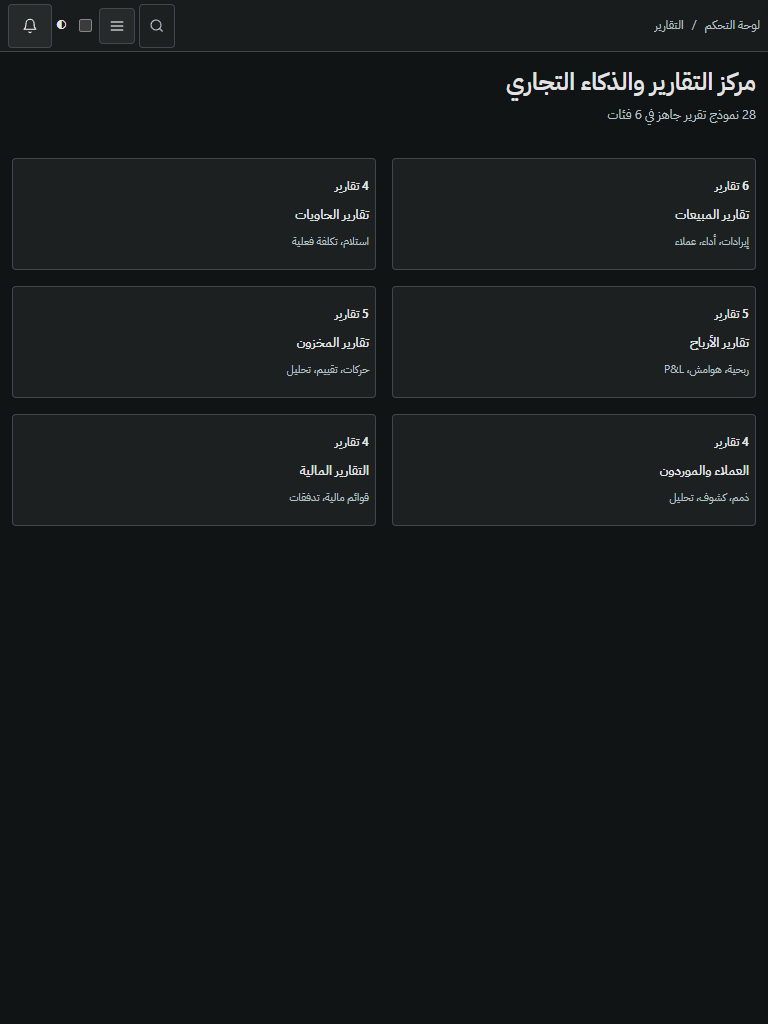 لوحة التحكم / التقارير
مركز التقارير والذكاء التجاري
28 نموذج تقرير جاهز في 6 فئات
6 تقارير
تقارير المبيعات
إيرادات، أداء، عملاء
4 تقارير
تقارير الحاويات
استلام، تكلفة فعلية
5 تقارير
تقارير الأرباح
ربحية، هوامش، P&L
5 تقارير
تقارير المخزون
حركات، تقييم، تحليل
4 تقارير
العملاء والموردون
ذمم، كشوف، تحليل
4 تقارير
التقارير المالية
قوائم مالية، تدفقات